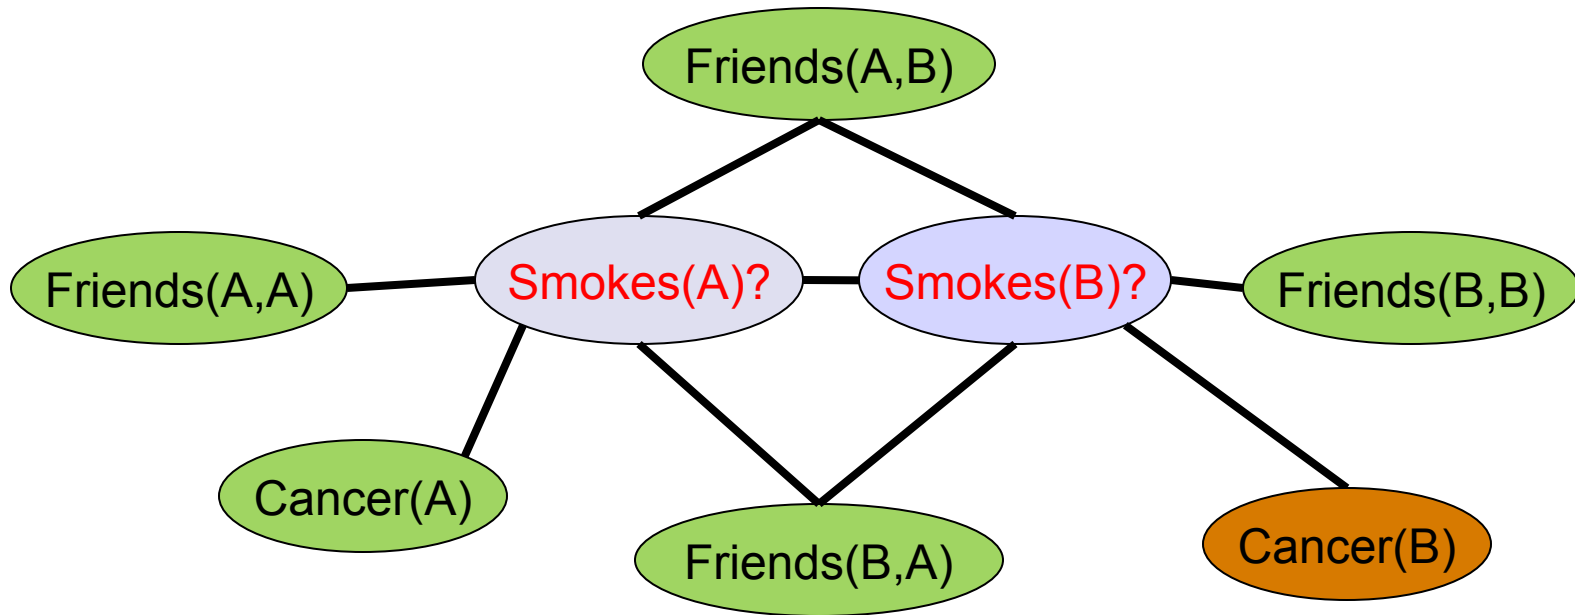 Friends(A,B)
Friends(A,A)
Smokes(A)?
Smokes(B)?
Friends(B,B)
Cancer(A)
Friends(B,A)
Cancer(B)